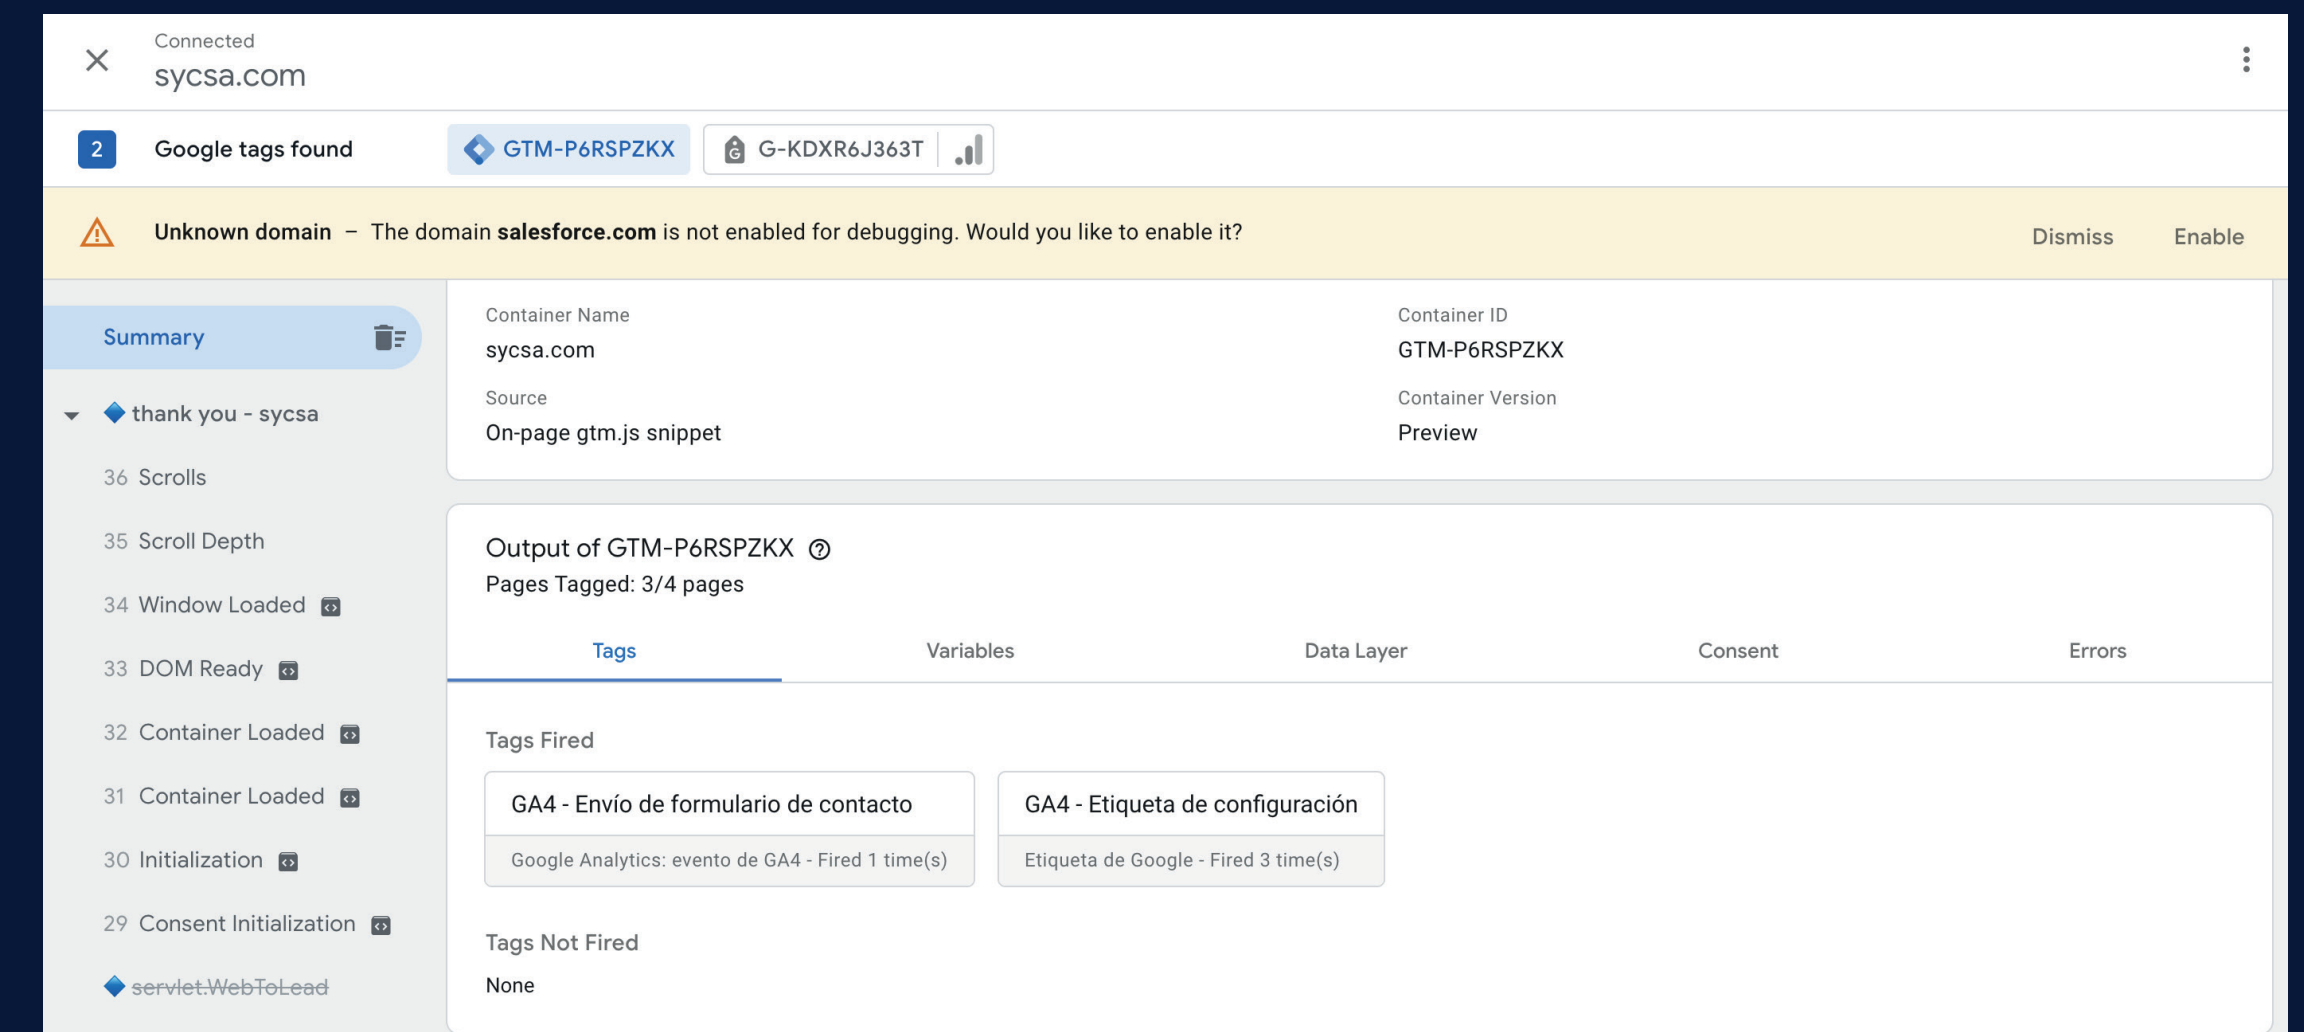 Connected
sycsa.com
2 Google tags found GTM-P6RSPZKX G-KDXR6J363T
Unknown domain – The domain salesforce.com is not enabled for debugging. Would you like to enable it? Dismiss Enable
Summary
thank you - sycsa
36 Scrolls
35 Scroll Depth
34 Window Loaded
33 DOM Ready
32 Container Loaded
31 Container Loaded
30 Initialization
29 Consent Initialization
servlet.WebToLead
Container Name
sycsa.com
Container ID
GTM-P6RSPZKX
Source
On-page gtm.js snippet
Container Version
Preview
Output of GTM-P6RSPZKX
Pages Tagged: 3/4 pages
Tags Variables Data Layer Consent Errors
Tags Fired
GA4 - Envío de formulario de contacto
Google Analytics: evento de GA4 - Fired 1 time(s)
GA4 - Etiqueta de configuración
Etiqueta de Google - Fired 3 time(s)
Tags Not Fired
None